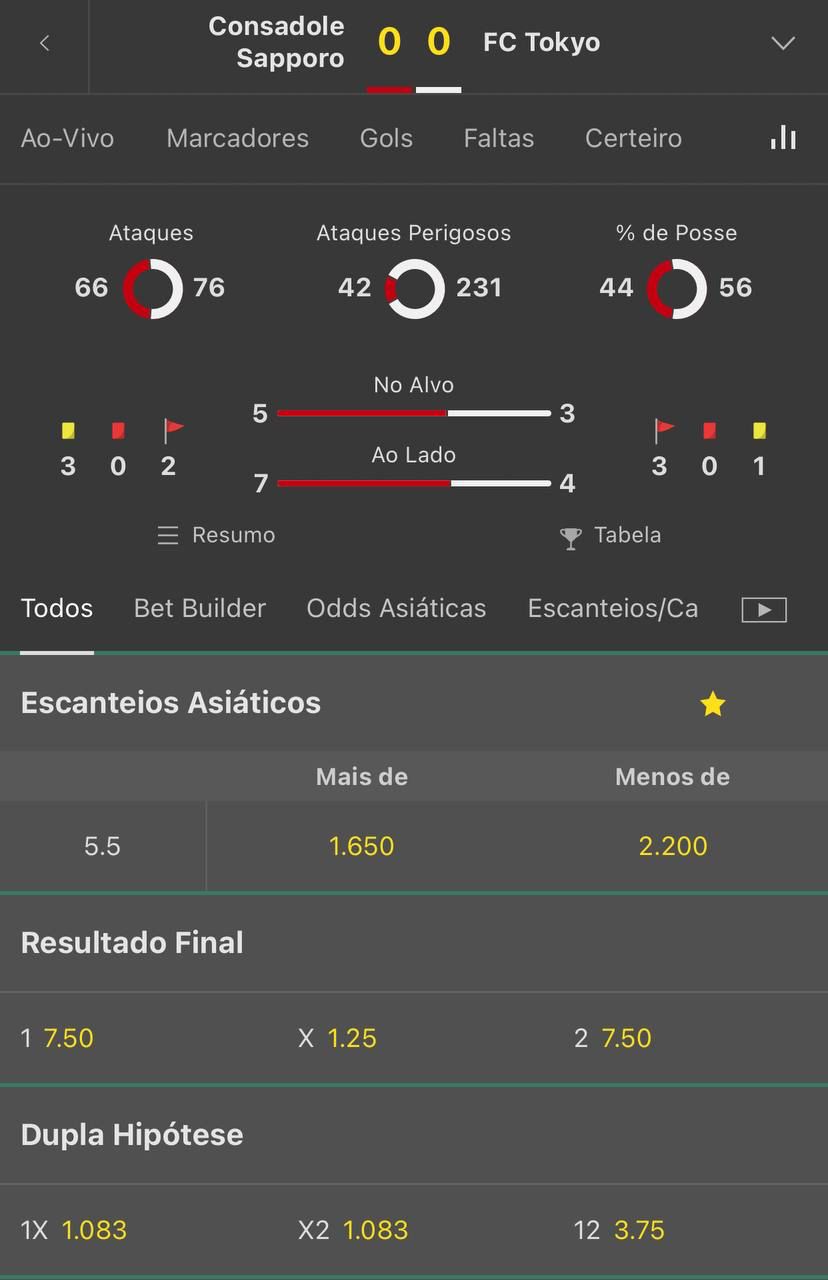 Consadole
Sapporo
0 0
FC Tokyo
Ao-Vivo Marcadores Gols Faltas Certeiro
Ataques Ataques Perigosos % de Posse
66 76 42 231 44 56
No Alvo
5 3
Ao Lado
7 4
3 0 2 3 0 1
Resumo Tabela
Todos Bet Builder Odds Asiáticas Escanteios/Ca
Escanteios Asiáticos
Mais de Menos de
5.5 1.650 2.200
Resultado Final
1 7.50 X 1.25 2 7.50
Dupla Hipótese
1X 1.083 X2 1.083 12 3.75